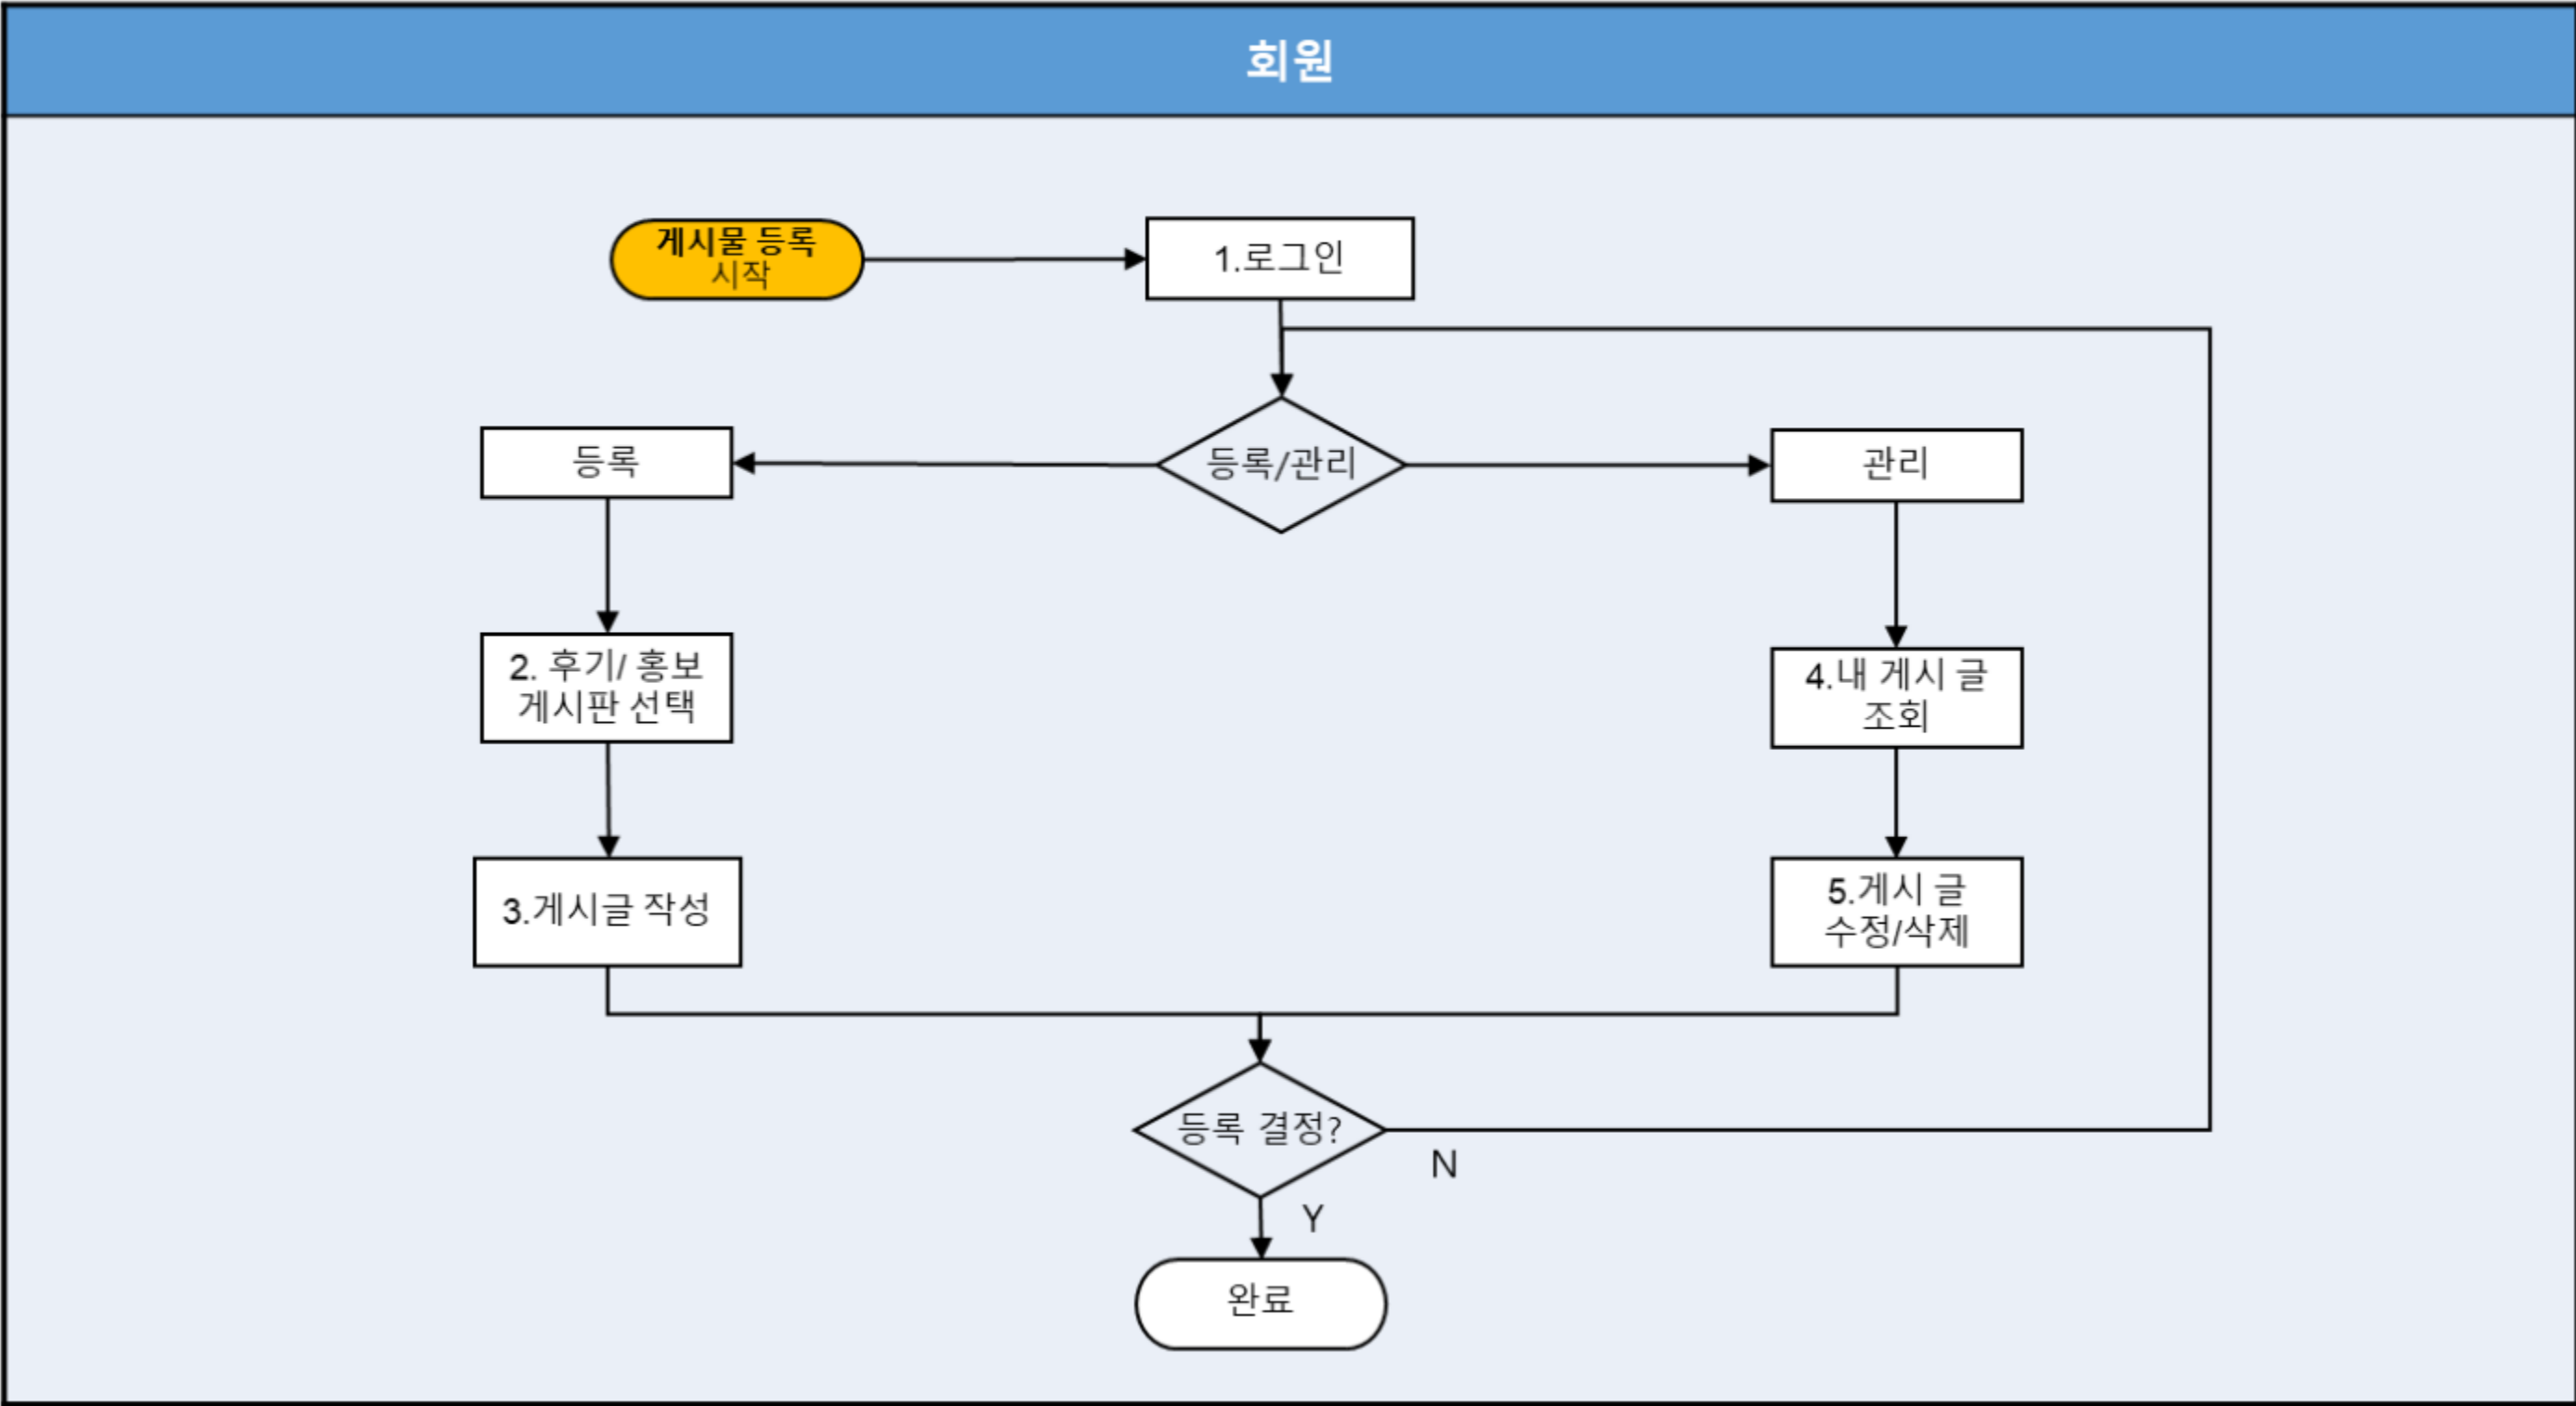 회원
게시물 등록
시작
1.로그인
등록
등록/관리
관리
2. 후기/ 홍보
게시판 선택
4.내 게시 글
조회
3.게시글 작성
5.게시 글
수정/삭제
등록 결정?
N
Y
완료